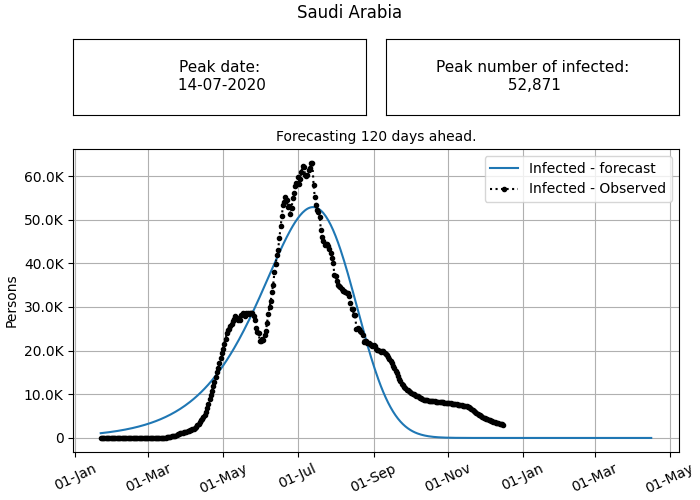 Saudi Arabia
Peak date:
14-07-2020
Peak number of infected:
52,871
Forecasting 120 days ahead.
Infected - forecast
Infected - Observed
Persons
60.0K
50.0K
40.0K
30.0K
20.0K
10.0K
0
01-Jan
01-Mar
01-May
01-Jul
01-Sep
01-Nov
01-Jan
01-Mar
01-May